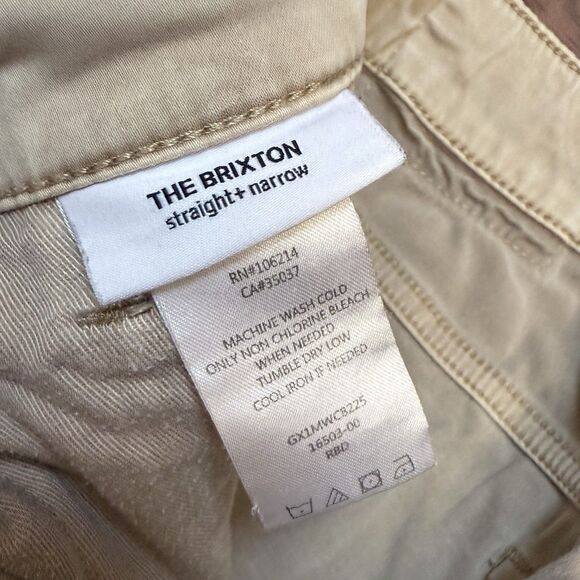 THE BRIXTON
straight+ narrow
RN#106214
CA#35037
MACHINE WASH COLD
ONLY NON CHLORINE BLEACH
WHEN NEEDED
TUMBLE DRY LOW
COOL IRON IF NEEDED
GX1MWC8225
16503-00
RBD